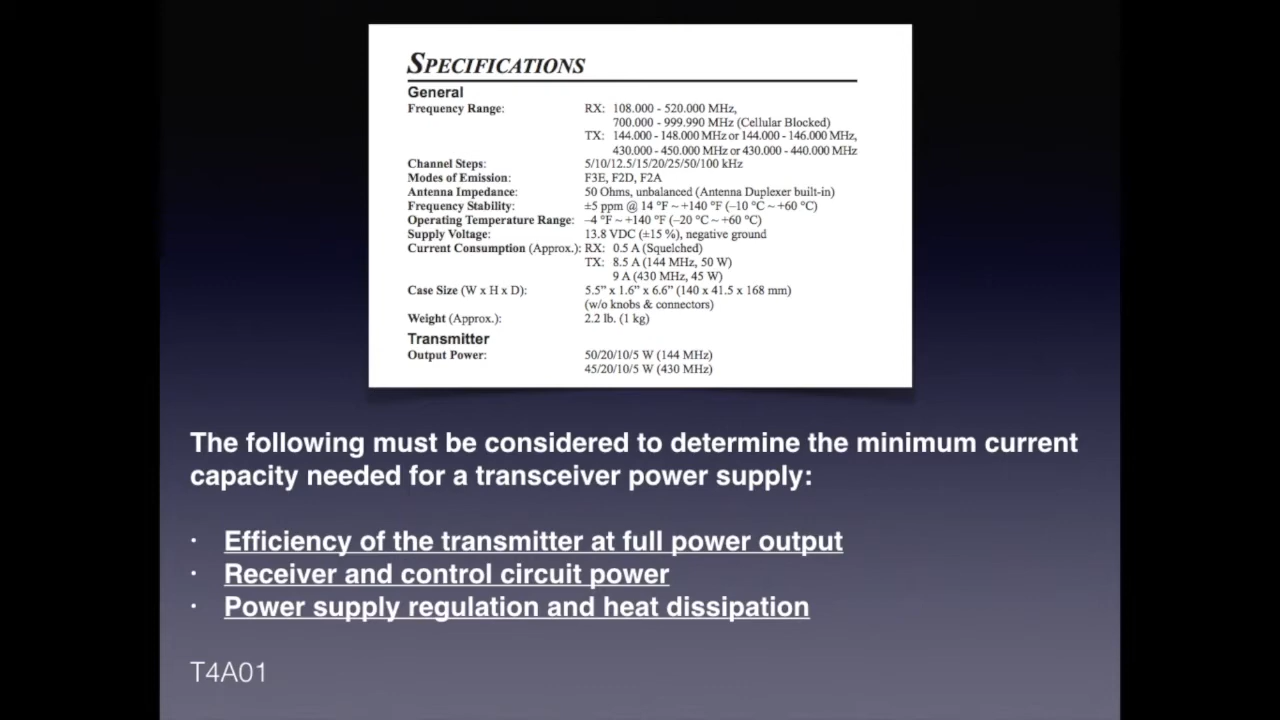 SPECIFICATIONS
General
Frequency Range: RX: 108.000 - 520.000 MHz,
700.000 - 999.990 MHz (Cellular Blocked)
TX: 144.000 - 148.000 MHz or 144.000 - 146.000 MHz,
430.000 - 450.000 MHz or 430.000 - 440.000 MHz
Channel Steps: 5/10/12.5/15/20/25/50/100 kHz
Modes of Emission: F3E, F2D, F2A
Antenna Impedance: 50 Ohms, unbalanced (Antenna Duplexer built-in)
Frequency Stability: ±5 ppm @ 14 °F ~ +140 °F (–10 °C ~ +60 °C)
Operating Temperature Range: –4 °F ~ +140 °F (–20 °C ~ +60 °C)
Supply Voltage: 13.8 VDC (±15 %), negative ground
Current Consumption (Approx.): RX: 0.5 A (Squelched)
TX: 8.5 A (144 MHz, 50 W)
9 A (430 MHz, 45 W)
Case Size (W x H x D): 5.5” x 1.6” x 6.6” (140 x 41.5 x 168 mm)
(w/o knobs & connectors)
Weight (Approx.): 2.2 lb. (1 kg)
Transmitter
Output Power: 50/20/10/5 W (144 MHz)
45/20/10/5 W (430 MHz)
The following must be considered to determine the minimum current
capacity needed for a transceiver power supply:
· Efficiency of the transmitter at full power output
· Receiver and control circuit power
· Power supply regulation and heat dissipation
T4A01